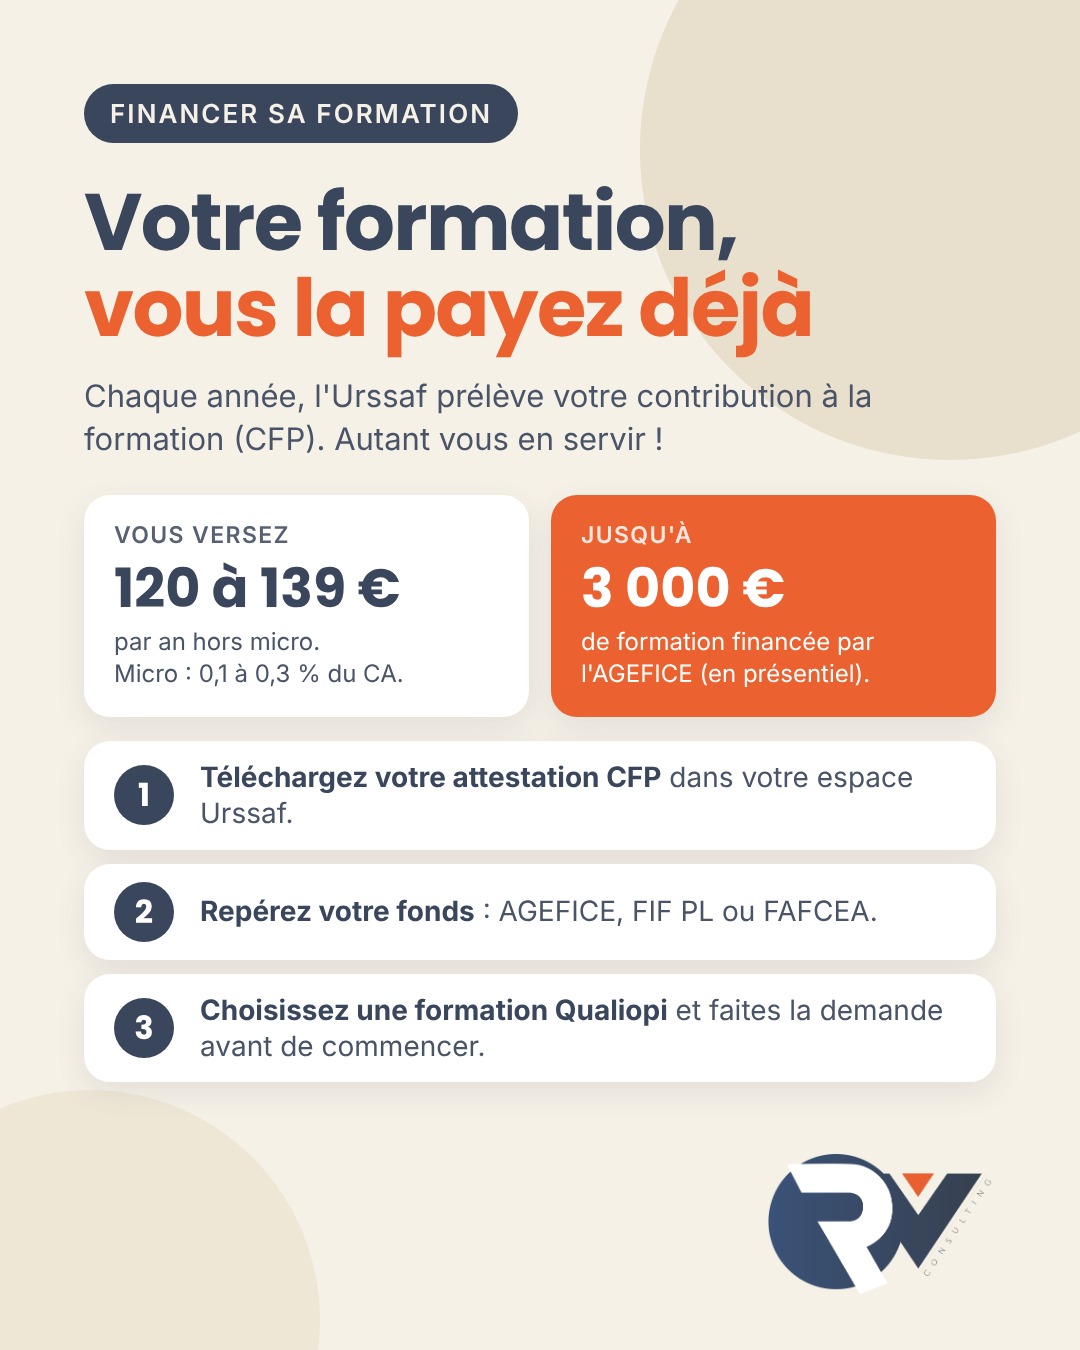 FINANCER SA FORMATION
Votre formation,
vous la payez déjà
Chaque année, l'Urssaf prélève votre contribution à la
formation (CFP). Autant vous en servir !
VOUS VERSEZ
120 à 139 €
par an hors micro.
Micro : 0,1 à 0,3 % du CA.
JUSQU'À
3 000 €
de formation financée par
l'AGEFICE (en présentiel).
1
Téléchargez votre attestation CFP dans votre espace
Urssaf.
2
Repérez votre fonds : AGEFICE, FIF PL ou FAFCEA.
3
Choisissez une formation Qualiopi et faites la demande
avant de commencer.
RV
CONSULTING